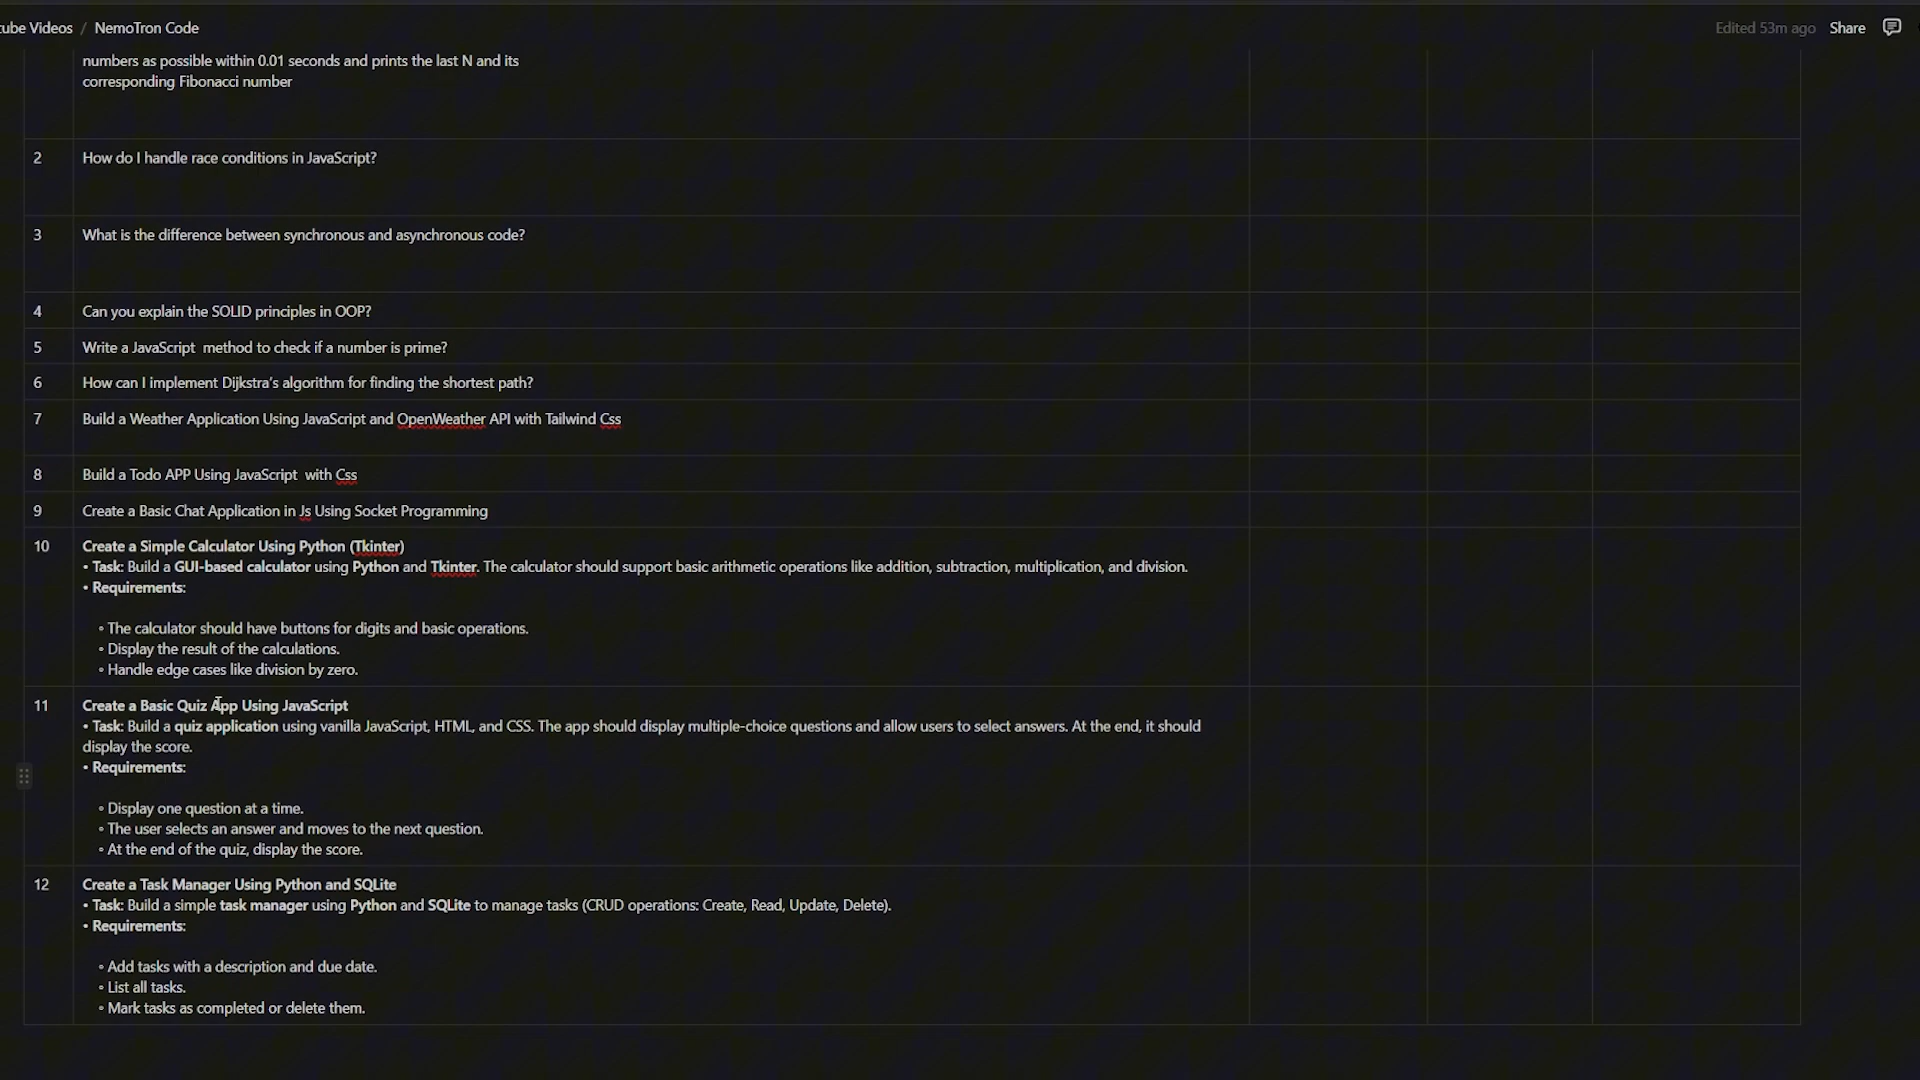 ube Videos / NemoTron Code
Edited 53m ago Share
numbers as possible within 0.01 seconds and prints the last N and its
corresponding Fibonacci number
2 How do I handle race conditions in JavaScript?
3 What is the difference between synchronous and asynchronous code?
4 Can you explain the SOLID principles in OOP?
5 Write a JavaScript method to check if a number is prime?
6 How can I implement Dijkstra's algorithm for finding the shortest path?
7 Build a Weather Application Using JavaScript and OpenWeather API with Tailwind Css
8 Build a Todo APP Using JavaScript with Css
9 Create a Basic Chat Application in Js Using Socket Programming
10 Create a Simple Calculator Using Python (Tkinter)
• Task: Build a GUI-based calculator using Python and Tkinter. The calculator should support basic arithmetic operations like addition, subtraction, multiplication, and division.
• Requirements:
◦ The calculator should have buttons for digits and basic operations.
◦ Display the result of the calculations.
◦ Handle edge cases like division by zero.
11 Create a Basic Quiz App Using JavaScript
• Task: Build a quiz application using vanilla JavaScript, HTML, and CSS. The app should display multiple-choice questions and allow users to select answers. At the end, it should
display the score.
• Requirements:
◦ Display one question at a time.
◦ The user selects an answer and moves to the next question.
◦ At the end of the quiz, display the score.
12 Create a Task Manager Using Python and SQLite
• Task: Build a simple task manager using Python and SQLite to manage tasks (CRUD operations: Create, Read, Update, Delete).
• Requirements:
◦ Add tasks with a description and due date.
◦ List all tasks.
◦ Mark tasks as completed or delete them.